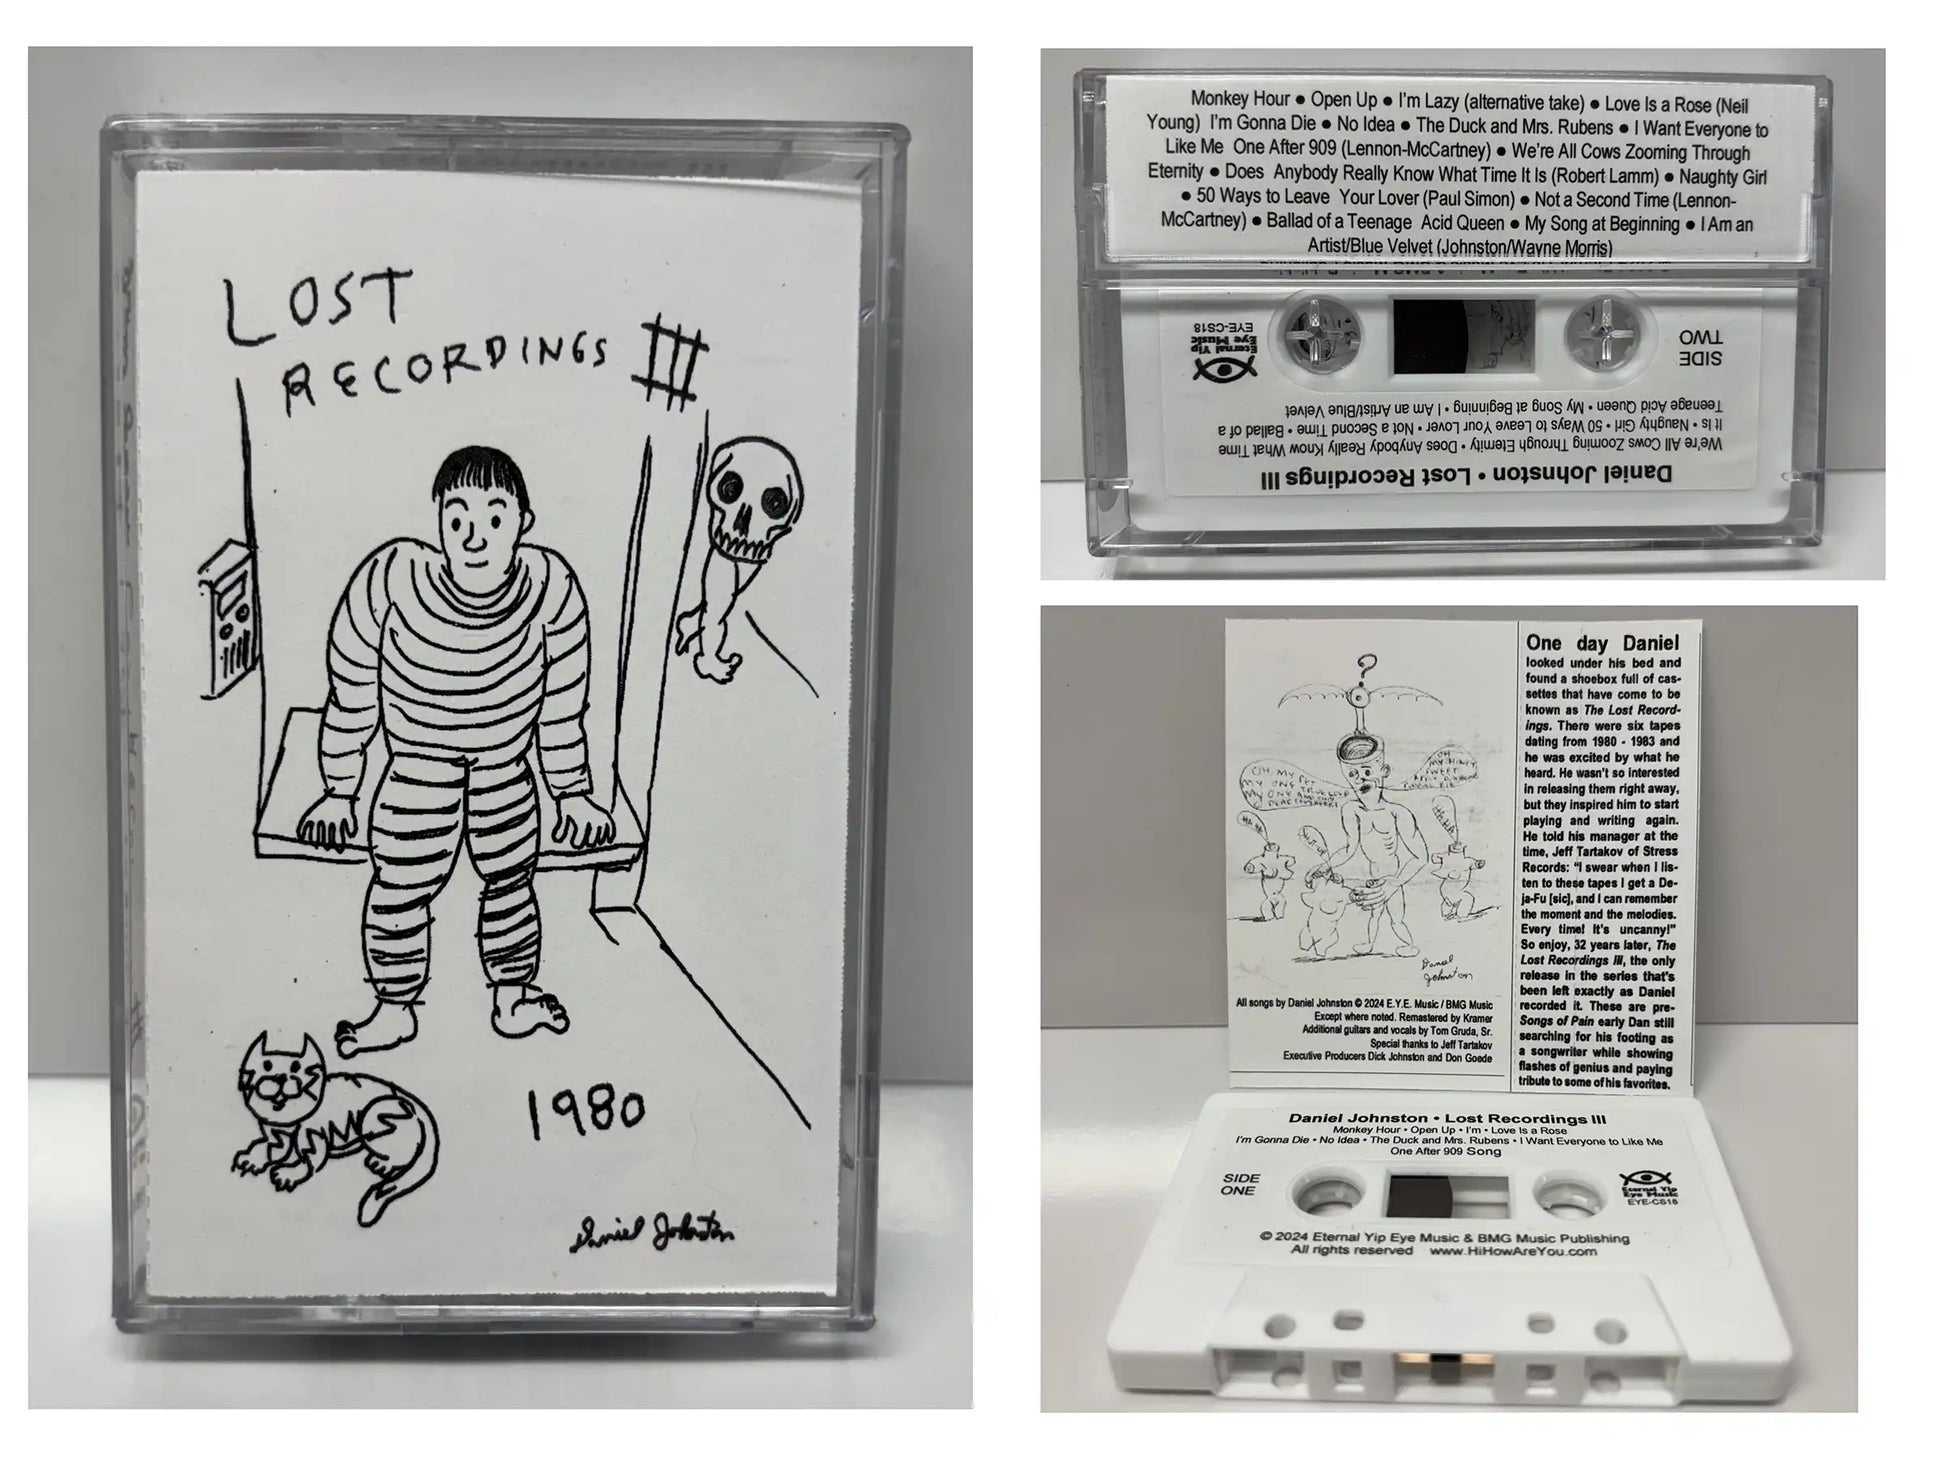 LOST
RECORDINGS III
1980
Daniel Johnston
Monkey Hour ● Open Up ● I'm Lazy (alternative take) ● Love Is a Rose (Neil
Young) I'm Gonna Die ● No Idea ● The Duck and Mrs. Rubens ● I Want Everyone to
Like Me One After 909 (Lennon-McCartney) ● We're All Cows Zooming Through
Eternity ● Does Anybody Really Know What Time It Is (Robert Lamm) ● Naughty Girl
● 50 Ways to Leave Your Lover (Paul Simon) ● Not a Second Time (Lennon-
McCartney) ● Ballad of a Teenage Acid Queen ● My Song at Beginning ● I Am an
Artist/Blue Velvet (Johnston/Wayne Morris)
Daniel Johnston • Lost Recordings III
We're All Cows Zooming Through Eternity • Does Anybody Really Know What Time
It Is • Naughty Girl • 50 Ways to Leave Your Lover • Not a Second Time • Ballad of a
Teenage Acid Queen • My Song at Beginning • I Am an Artist/Blue Velvet
SIDE
TWO
Eternal Yip
Eye Music
EYE-CS18
?
Daniel
Johnston
All songs by Daniel Johnston © 2024 E.Y.E. Music / BMG Music
Except where noted. Remastered by Kramer
Additional guitars and vocals by Tom Gruda, Sr.
Special thanks to Jeff Tartakov
Executive Producers Dick Johnston and Don Goede
One day Daniel
looked under his bed and
found a shoebox full of cas-
settes that have come to be
known as The Lost Record-
ings. There were six tapes
dating from 1980 - 1983 and
he was excited by what he
heard. He wasn't so interested
in releasing them right away,
but they inspired him to start
playing and writing again.
He told his manager at the
time, Jeff Tartakov of Stress
Records: “I swear when I lis-
ten to these tapes I get a De-
ja-Fu [sic], and I can remember
the moment and the melodies.
Every time! It's uncanny!”
So enjoy, 32 years later, The
Lost Recordings III, the only
release in the series that's
been left exactly as Daniel
recorded it. These are pre-
Songs of Pain early Dan still
searching for his footing as
a songwriter while showing
flashes of genius and paying
tribute to some of his favorites.
Daniel Johnston • Lost Recordings III
Monkey Hour • Open Up • I'm • Love Is a Rose
I'm Gonna Die • No Idea • The Duck and Mrs. Rubens • I Want Everyone to Like Me
One After 909 Song
SIDE
ONE
Eternal Yip
Eye Music
EYE-CS18
© 2024 Eternal Yip Eye Music & BMG Music Publishing
All rights reserved www.HiHowAreYou.com